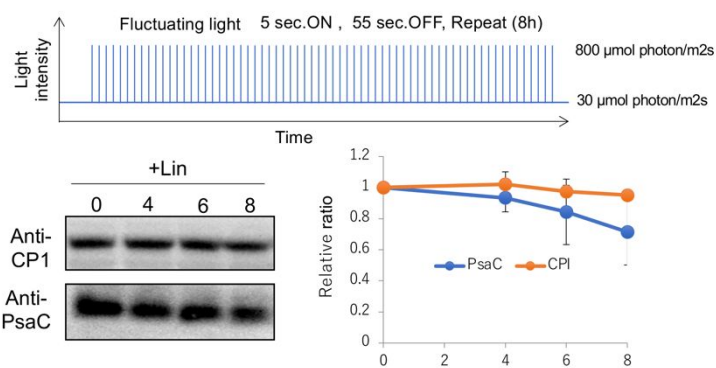 Fluctuating light 5 sec.ON , 55 sec.OFF, Repeat (8h)
Light intensity
800 µmol photon/m2s
30 µmol photon/m2s
Time
+Lin
0 4 6 8
Anti-
CP1
Anti-
PsaC
Relative ratio
1.2
1
0.8
0.6
0.4
0.2
0
PsaC CPI
0 2 4 6 8